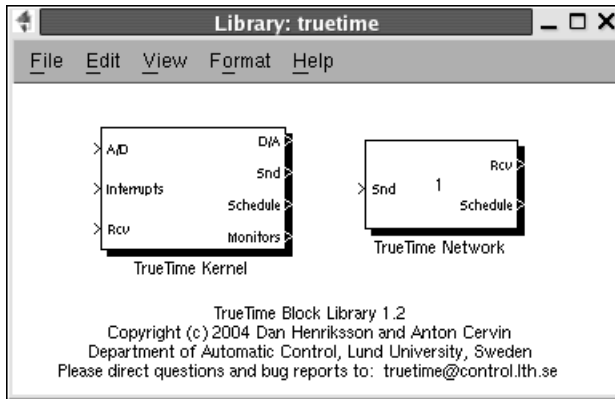 Library: truetime
File Edit View Format Help
A/D
Interrupts
Rcv
D/A
Snd
Schedule
Monitors
TrueTime Kernel
Snd
1
Rcv
Schedule
TrueTime Network
TrueTime Block Library 1.2
Copyright (c) 2004 Dan Henriksson and Anton Cervin
Department of Automatic Control, Lund University, Sweden
Please direct questions and bug reports to: truetime@control.lth.se